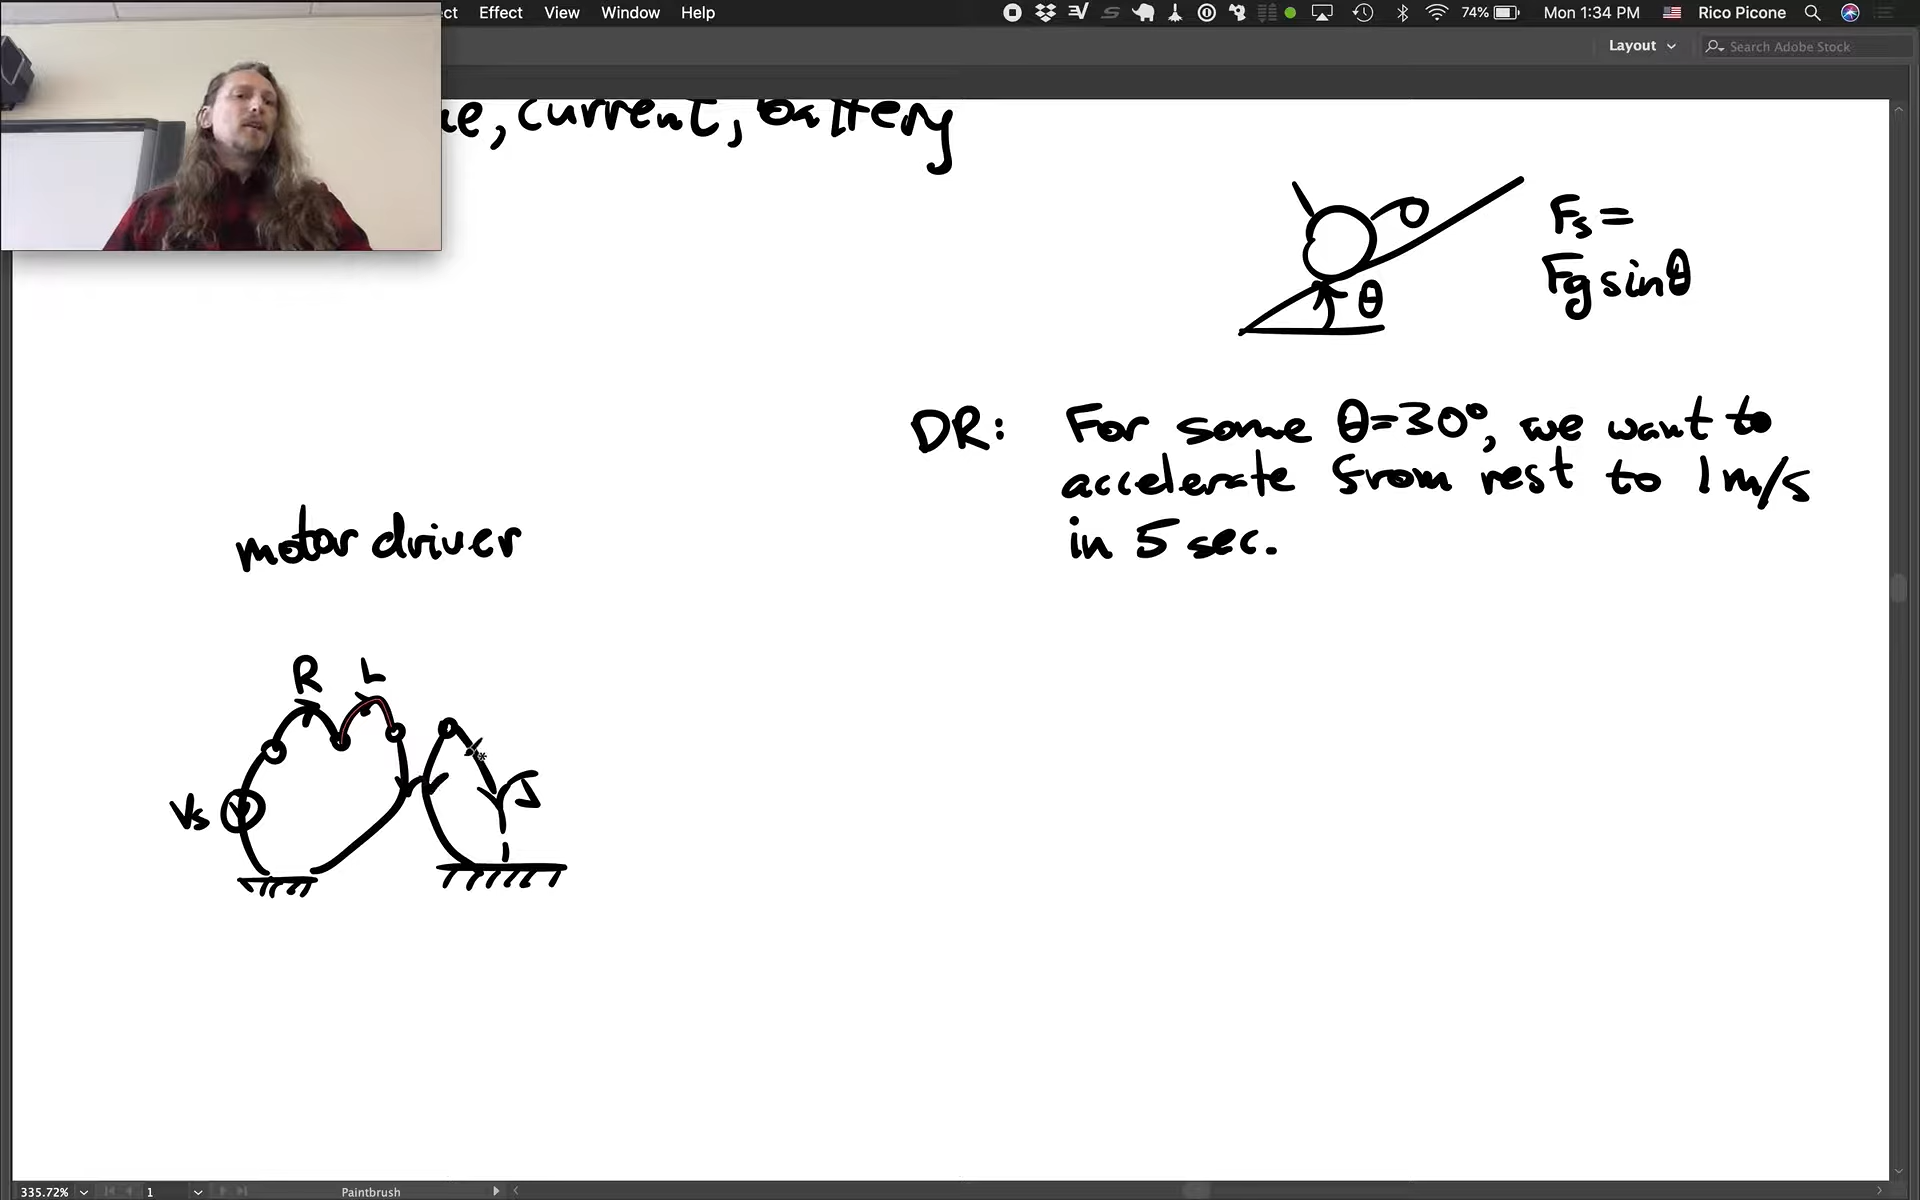 Effect View Window Help
74% Mon 1:34 PM Rico Picone
Layout
Search Adobe Stock
, current, battery
Fs =
Fg sinθ
θ
DR: For some θ=30°, we want to
accelerate from rest to 1 m/s
in 5 sec.
motor driver
R L
Vs
J
335.72% 1 Paintbrush